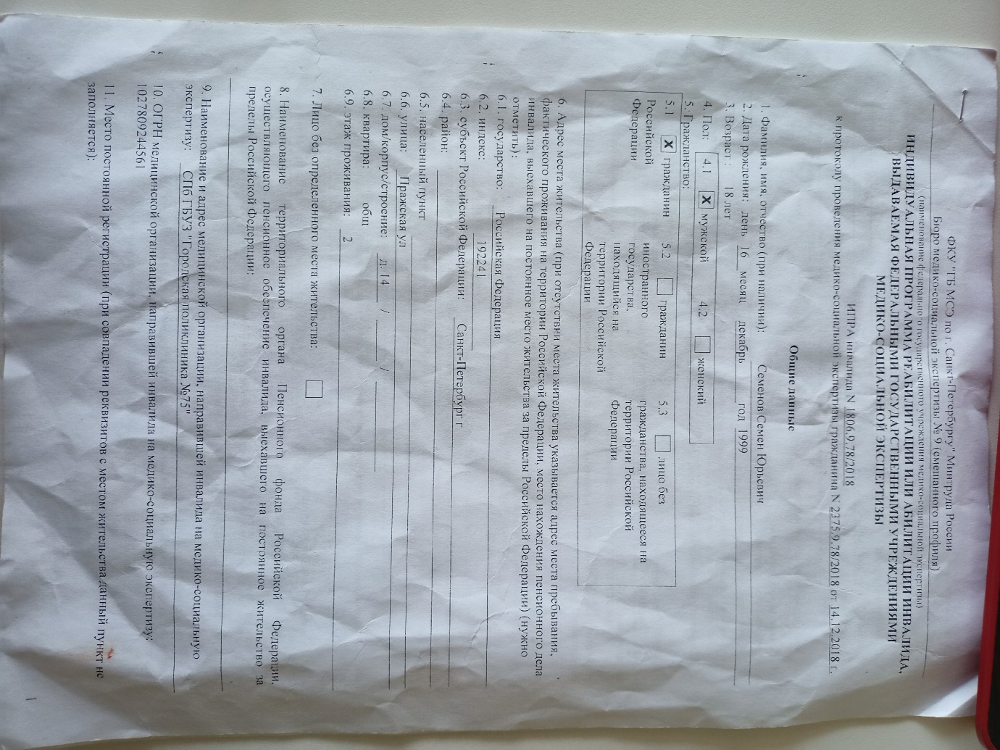 ФКУ "ГБ МСЭ по г. Санкт-Петербургу" Минтруда России
Бюро медико-социальной экспертизы № 9 (смешанного профиля)
(наименование федерального государственного учреждения медико-социальной экспертизы)
ИНДИВИДУАЛЬНАЯ ПРОГРАММА РЕАБИЛИТАЦИИ ИЛИ АБИЛИТАЦИИ ИНВАЛИДА,
ВЫДАВАЕМАЯ ФЕДЕРАЛЬНЫМИ ГОСУДАРСТВЕННЫМИ УЧРЕЖДЕНИЯМИ
МЕДИКО-СОЦИАЛЬНОЙ ЭКСПЕРТИЗЫ
ИПРА инвалида N 1806.9.78/2018
к протоколу проведения медико-социальной экспертизы гражданина N 2375.9.78/2018 от 14.12.2018 г.
Общие данные
1. Фамилия, имя, отчество (при наличии): Семенов Семен Юрьевич
2. Дата рождения: день 16 месяц декабрь год 1999
3. Возраст : 18 лет
4. Пол: 4.1 X мужской 4.2 женский
5. Гражданство:
5.1 X гражданин Российской Федерации
5.2 гражданин иностранного государства, находящийся на территории Российской Федерации
5.3 лицо без гражданства, находящееся на территории Российской Федерации
6. Адрес места жительства (при отсутствии места жительства указывается адрес места пребывания,
фактического проживания на территории Российской Федерации, место нахождения пенсионного дела
инвалида, выехавшего на постоянное место жительства за пределы Российской Федерации) (нужно
отметить):
6.1. государство: Российская Федерация
6.2. индекс: 192241
6.3. субъект Российской Федерации: Санкт-Петербург г
6.4. район:
6.5. населенный пункт
6.6. улица: Пражская ул
6.7. дом/корпус/строение: д. 14 / /
6.8. квартира: общ
6.9. этаж проживания: 2
7. Лицо без определенного места жительства:
8. Наименование территориального органа Пенсионного фонда Российской Федерации,
осуществляющего пенсионное обеспечение инвалида, выехавшего на постоянное жительство за
пределы Российской Федерации:
9. Наименование и адрес медицинской организации, направившей инвалида на медико-социальную
экспертизу: СПб ГБУЗ "Городская поликлиника №75"
10. ОГРН медицинской организации, направившей инвалида на медико-социальную экспертизу:
1027809244561
11. Место постоянной регистрации (при совпадении реквизитов с местом жительства данный пункт не
заполняется):
1